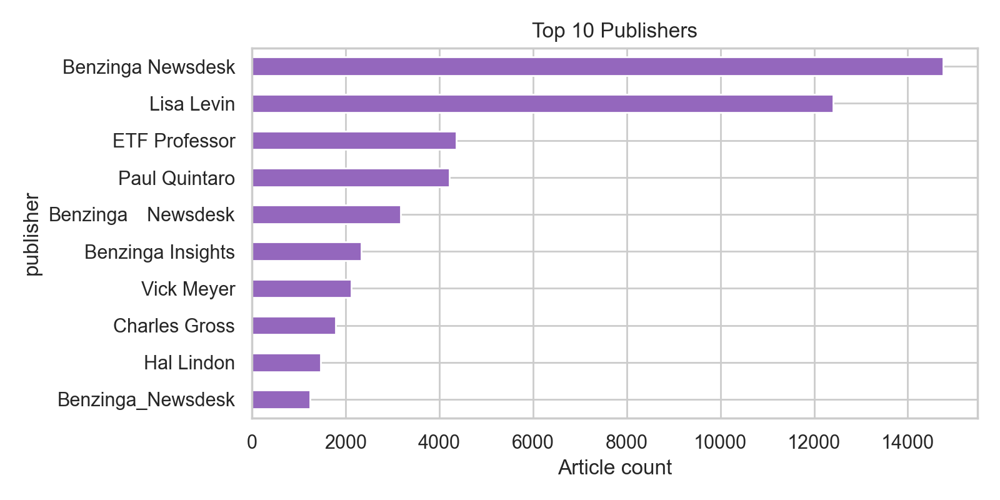 Top 10 Publishers
publisher
Benzinga Newsdesk
Lisa Levin
ETF Professor
Paul Quintaro
Benzinga    Newsdesk
Benzinga Insights
Vick Meyer
Charles Gross
Hal Lindon
Benzinga_Newsdesk
0 2000 4000 6000 8000 10000 12000 14000
Article count